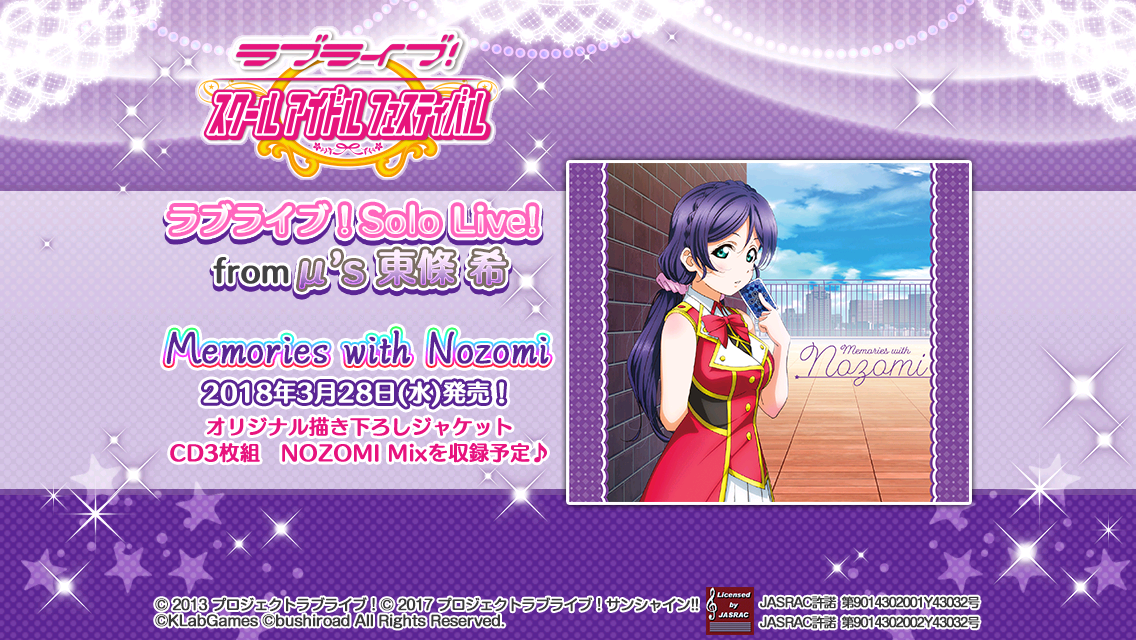 ラブライブ!
スクールアイドルフェスティバル
ラブライブ！Solo Live!
from μ's 東條 希
Memories with Nozomi
2018年3月28日(水)発売！
オリジナル描き下ろしジャケット
CD3枚組　NOZOMI Mixを収録予定♪
Memories with
Nozomi
© 2013 プロジェクトラブライブ！© 2017 プロジェクトラブライブ！サンシャイン!!
©KLabGames ©bushiroad All Rights Reserved.
Licensed
by
JASRAC
JASRAC許諾 第9014302001Y43032号
JASRAC許諾 第9014302002Y43032号